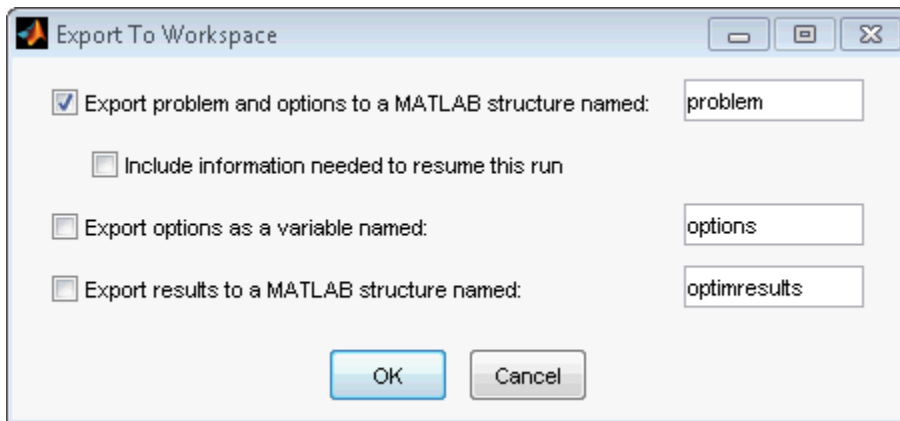 Export To Workspace
Export problem and options to a MATLAB structure named: problem
Include information needed to resume this run
Export options as a variable named: options
Export results to a MATLAB structure named: optimresults
OK Cancel